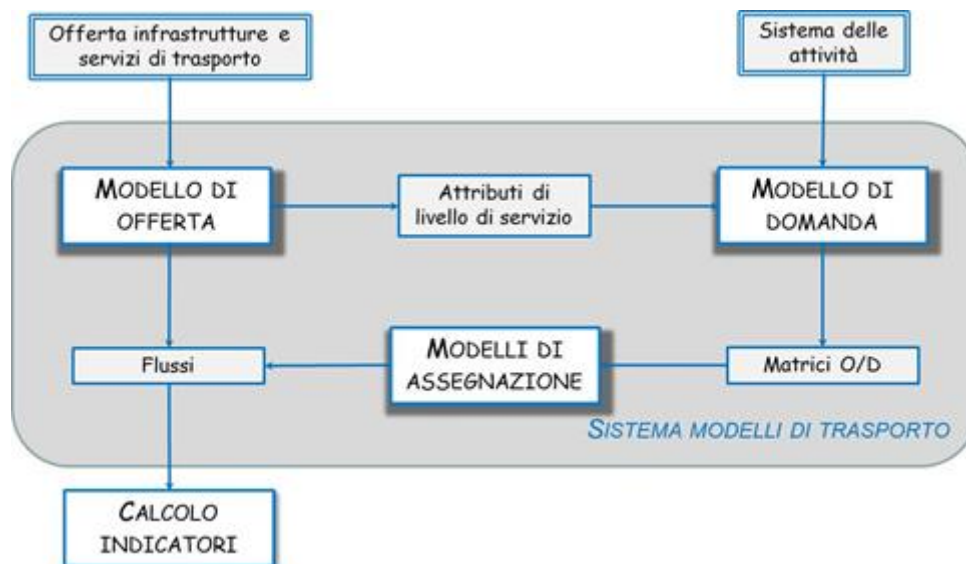 Offerta infrastrutture e
servizi di trasporto
Sistema delle
attività
MODELLO DI
OFFERTA
Attributi di
livello di servizio
MODELLO DI
DOMANDA
Flussi
MODELLI DI
ASSEGNAZIONE
Matrici O/D
SISTEMA MODELLI DI TRASPORTO
CALCOLO
INDICATORI